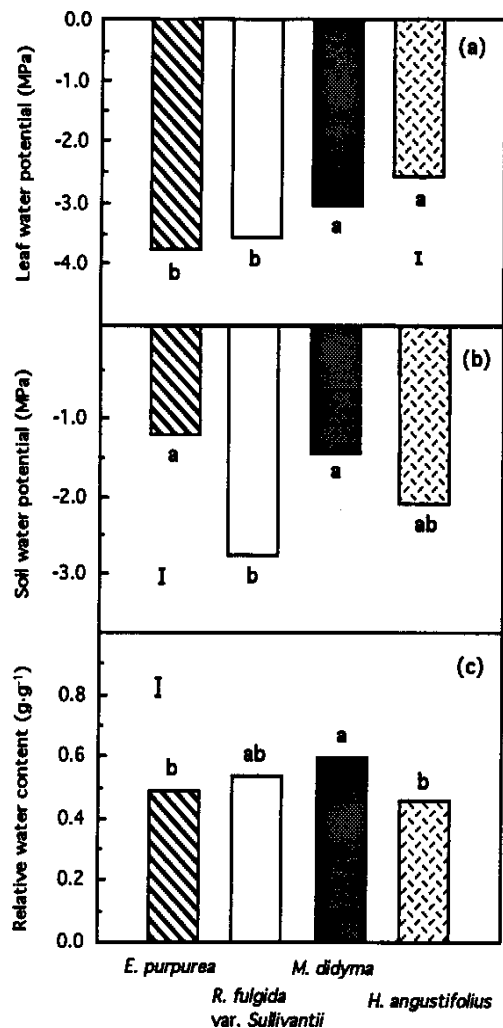 0.0
(a)
-1.0
-2.0
-3.0
-4.0
Leaf water potential (MPa)
b
b
a
a
(b)
-1.0
-2.0
-3.0
Soil water potential (MPa)
a
b
a
ab
(c)
0.8
0.6
0.4
0.2
0.0
Relative water content (g·g⁻¹)
b
ab
a
b
E. purpurea
M. didyma
R. fulgida
H. angustifolius
var. Sullivantii